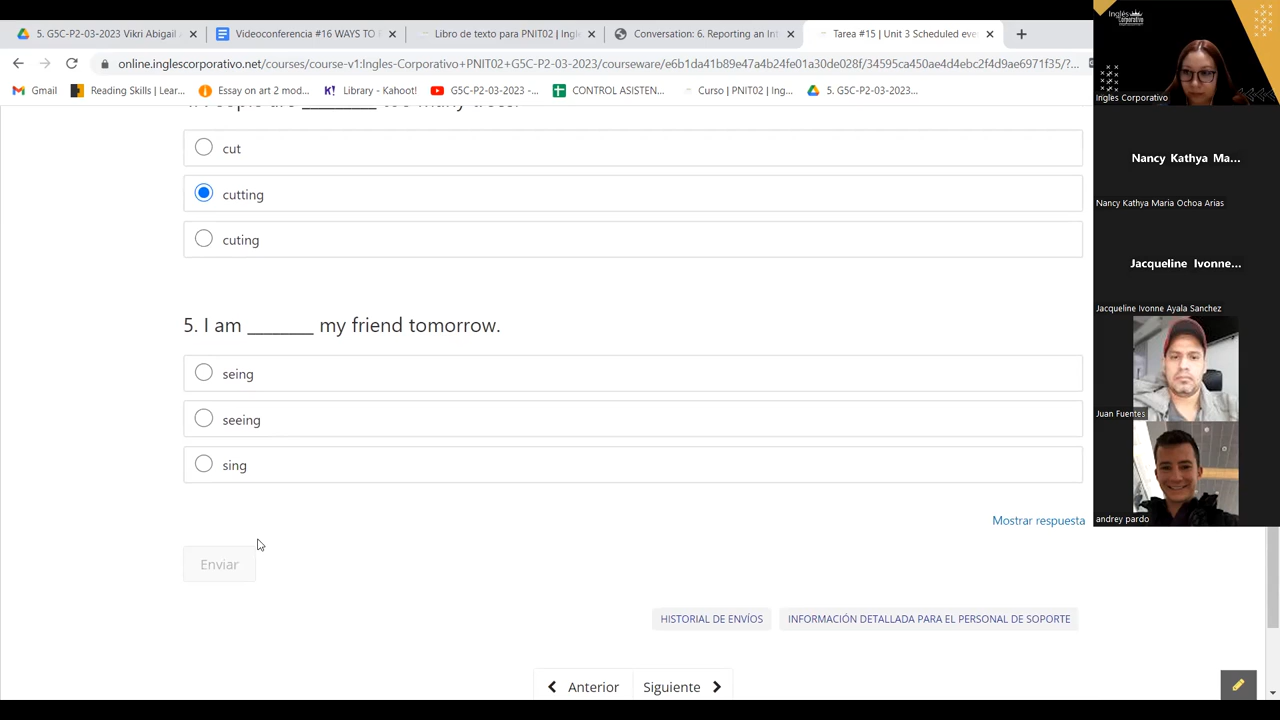 5. G5C-P2-03-2023 Vikri Abigail
Videoconferencia #16 WAYS TO
Libro de texto para PNIT02 | Ingl
Conversation: 6. Reporting an Int
Tarea #15 | Unit 3 Scheduled eve
online.inglescorporativo.net/courses/course-v1:Ingles-Corporativo+PNIT02+G5C-P2-03-2023/courseware/e6b1da41b89e47a4b24fe01a30de028f/34595ca450ae4d4ebc2f4d9ae6971f35/?...
Gmail
Reading Skills | Lear...
Essay on art 2 mod...
Library - Kahoot!
G5C-P2-02-2023 -...
CONTROL ASISTEN...
Curso | PNIT02 | Ing...
5. G5C-P2-03-2023...
cut
cutting
cuting
5. I am _______ my friend tomorrow.
seing
seeing
sing
Mostrar respuesta
Enviar
HISTORIAL DE ENVÍOS
INFORMACIÓN DETALLADA PARA EL PERSONAL DE SOPORTE
Anterior
Siguiente
Inglés
Corporativo
Ingles Corporativo
Nancy Kathya Ma...
Nancy Kathya Maria Ochoa Arias
Jacqueline Ivonne...
Jacqueline Ivonne Ayala Sanchez
Juan Fuentes
andrey pardo